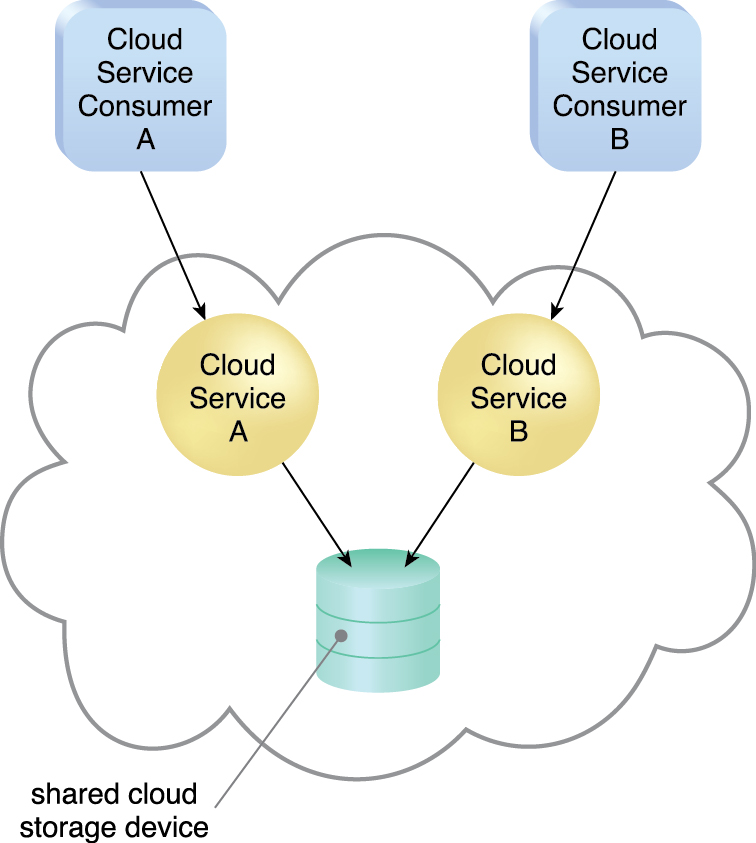 Cloud
Service
Consumer
A
Cloud
Service
Consumer
B
Cloud
Service
A
Cloud
Service
B
shared cloud
storage device